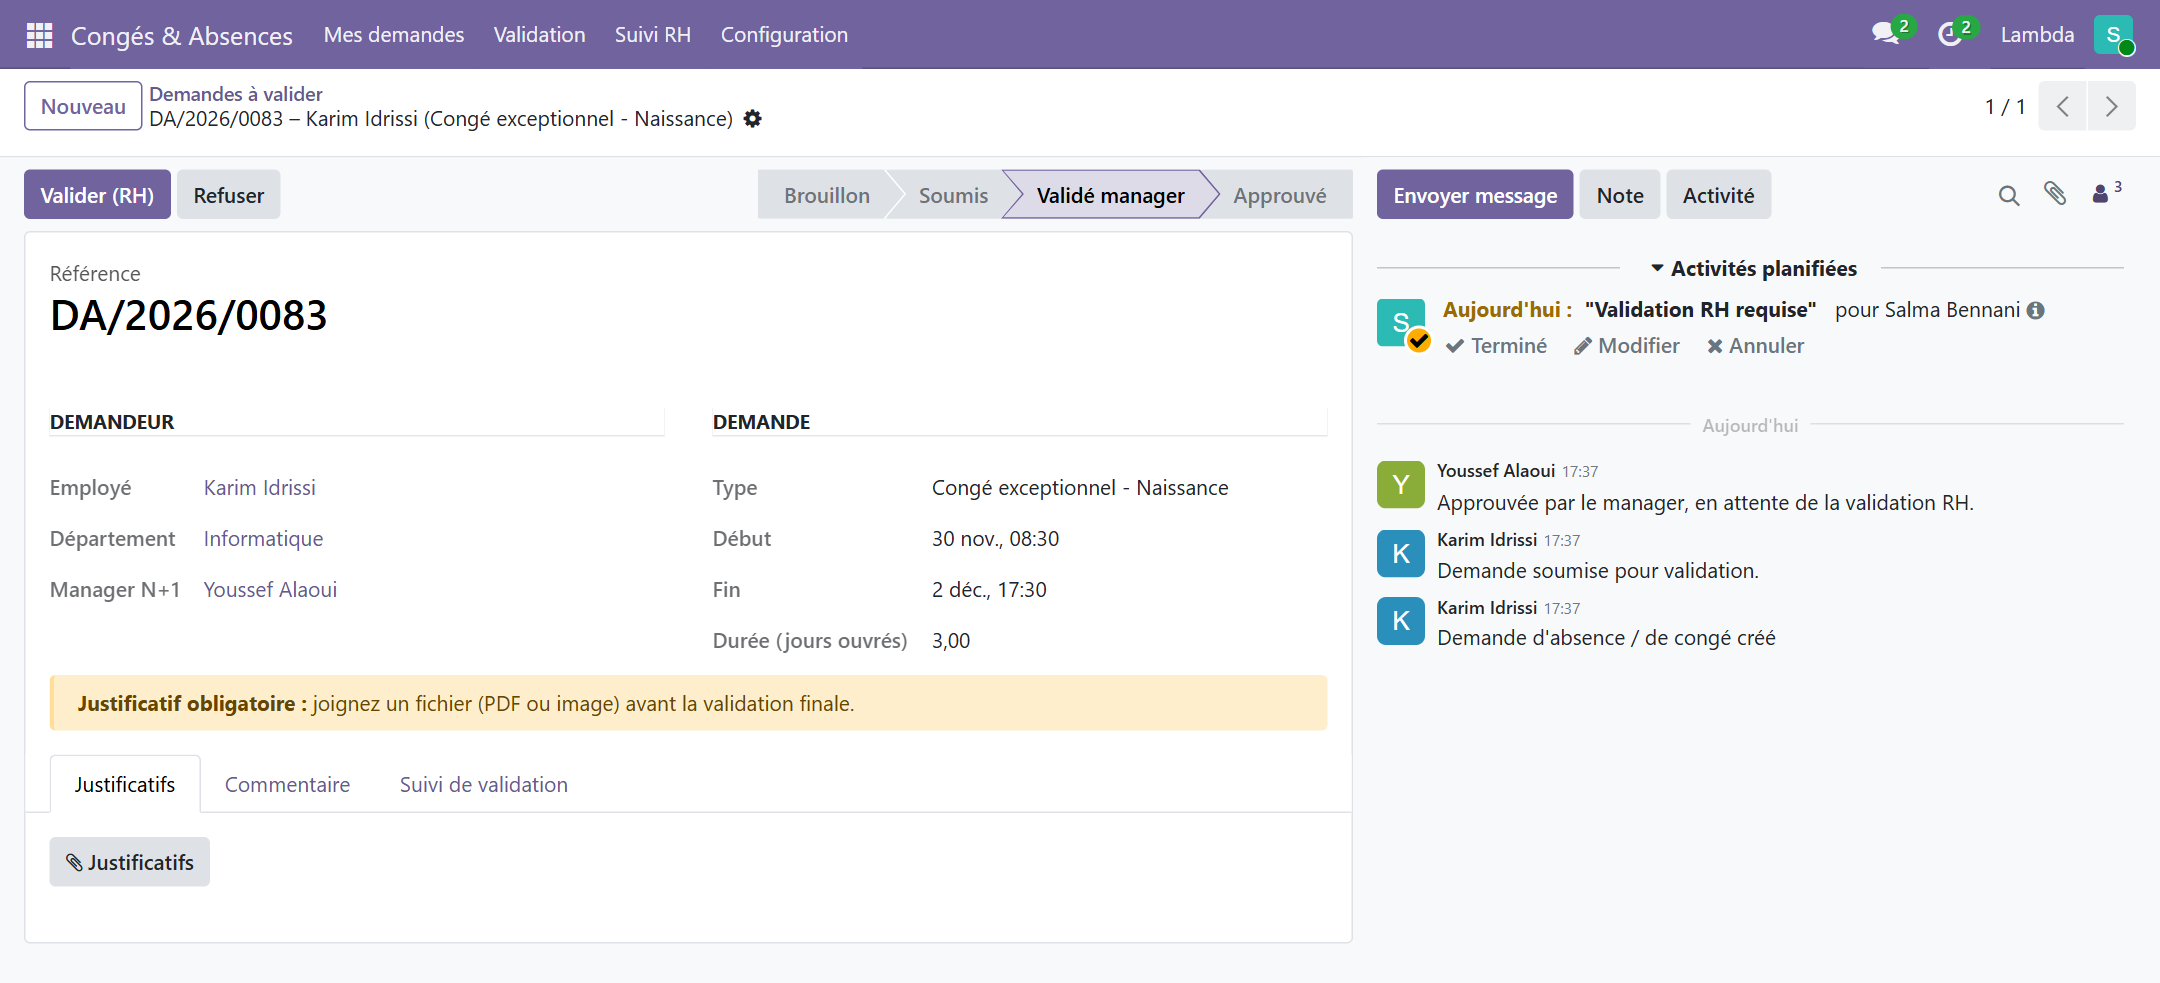 Congés & Absences Mes demandes Validation Suivi RH Configuration 2 2 Lambda S
Nouveau
Demandes à valider
DA/2026/0083 – Karim Idrissi (Congé exceptionnel - Naissance)
1 / 1
Valider (RH) Refuser
Brouillon Soumis Validé manager Approuvé
Référence
DA/2026/0083
DEMANDEUR
Employé Karim Idrissi
Département Informatique
Manager N+1 Youssef Alaoui
DEMANDE
Type Congé exceptionnel - Naissance
Début 30 nov., 08:30
Fin 2 déc., 17:30
Durée (jours ouvrés) 3,00
Justificatif obligatoire : joignez un fichier (PDF ou image) avant la validation finale.
Justificatifs Commentaire Suivi de validation
Justificatifs
Envoyer message Note Activité 3
Activités planifiées
S
Aujourd'hui : "Validation RH requise" pour Salma Bennani
Terminé Modifier Annuler
Aujourd'hui
Y
Youssef Alaoui 17:37
Approuvée par le manager, en attente de la validation RH.
K
Karim Idrissi 17:37
Demande soumise pour validation.
K
Karim Idrissi 17:37
Demande d'absence / de congé créé